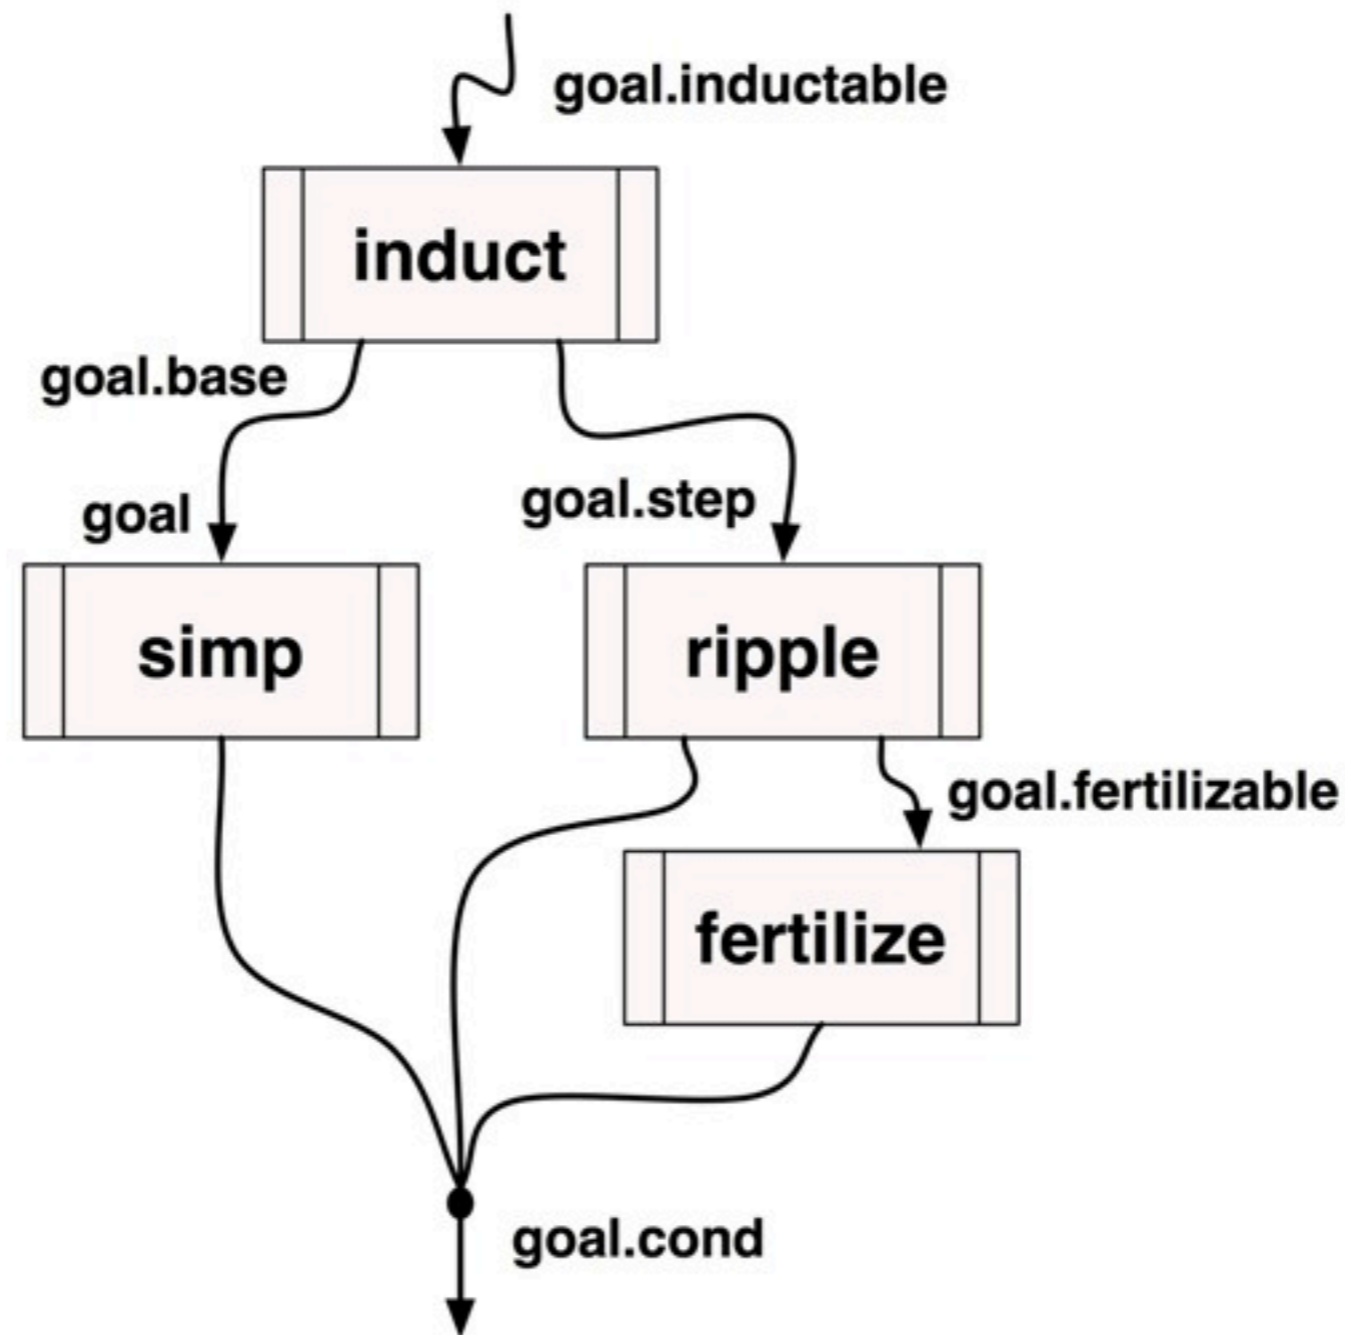 goal.inductable
induct
goal.base
goal
goal.step
simp
ripple
goal.fertilizable
fertilize
goal.cond